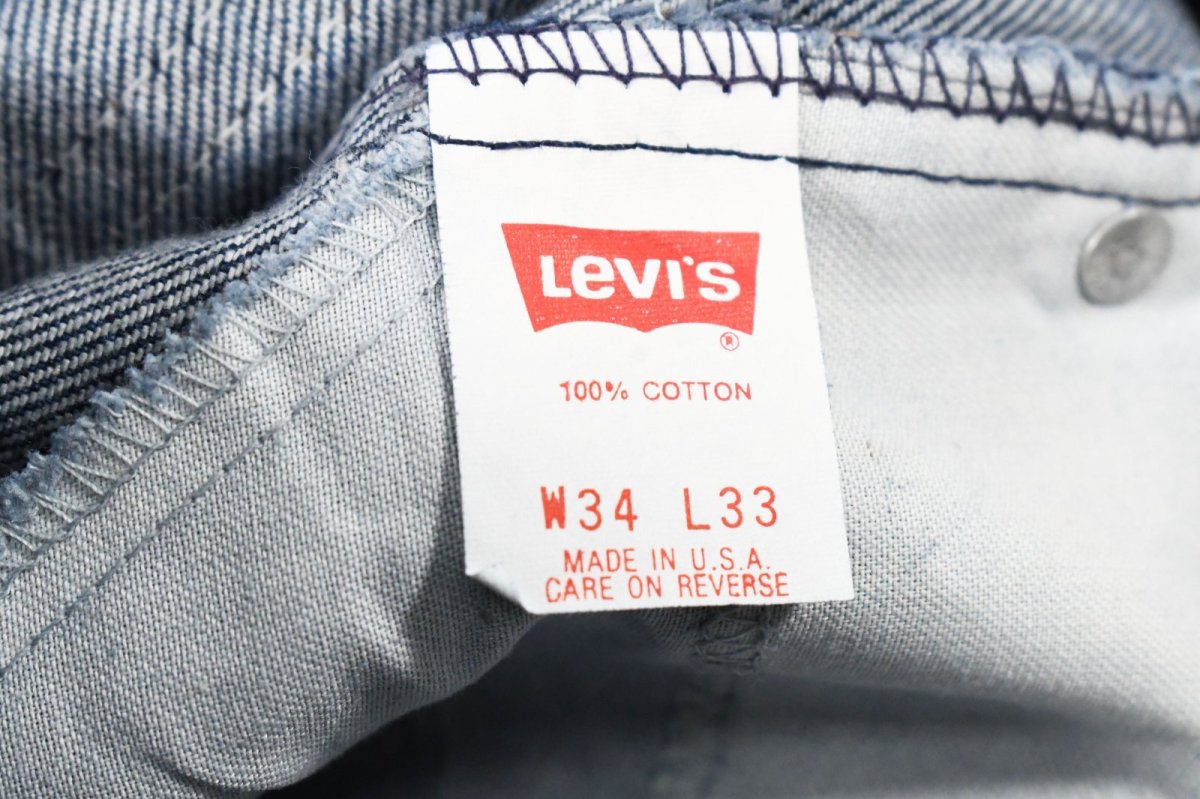 LEVI'S
®
100% COTTON
W34 L33
MADE IN U.S.A.
CARE ON REVERSE